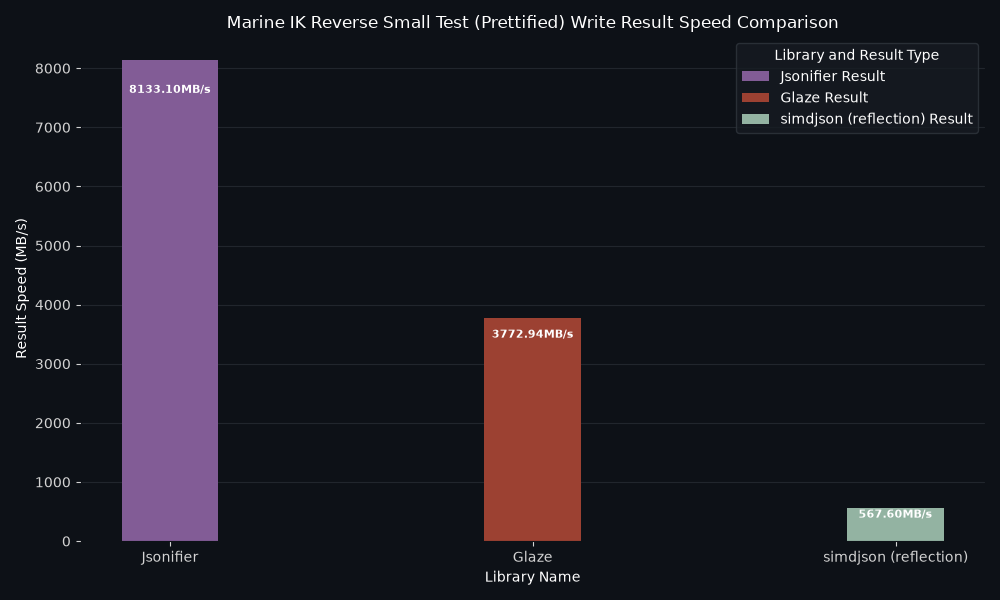 Marine IK Reverse Small Test (Prettified) Write Result Speed Comparison
Library and Result Type
Jsonifier Result
Glaze Result
simdjson (reflection) Result
Result Speed (MB/s)
8000
7000
6000
5000
4000
3000
2000
1000
0
8133.10MB/s
3772.94MB/s
567.60MB/s
Jsonifier
Glaze
simdjson (reflection)
Library Name